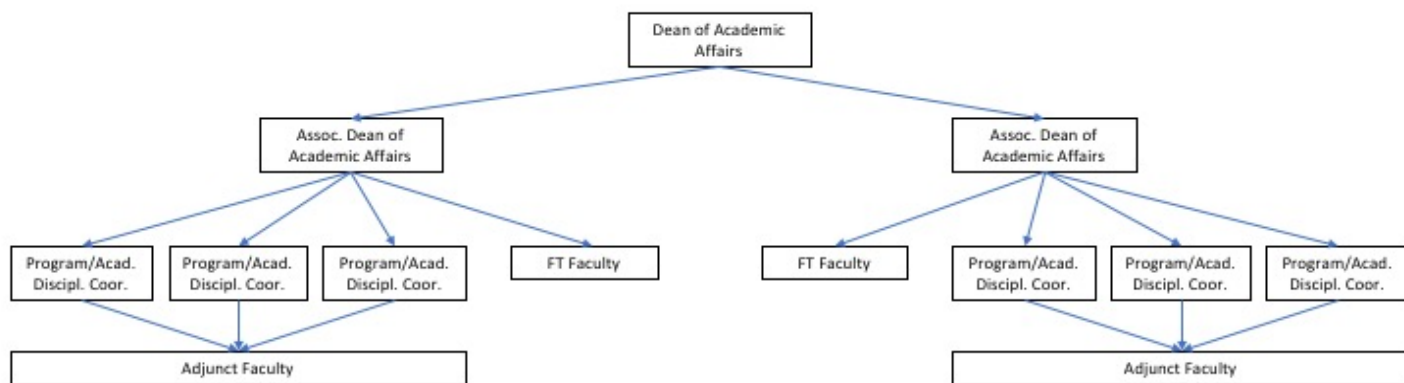 Dean of Academic
Affairs
Assoc. Dean of
Academic Affairs
Assoc. Dean of
Academic Affairs
Program/Acad.
Discipl. Coor.
Program/Acad.
Discipl. Coor.
Program/Acad.
Discipl. Coor.
FT Faculty
FT Faculty
Program/Acad.
Discipl. Coor.
Program/Acad.
Discipl. Coor.
Program/Acad.
Discipl. Coor.
Adjunct Faculty
Adjunct Faculty